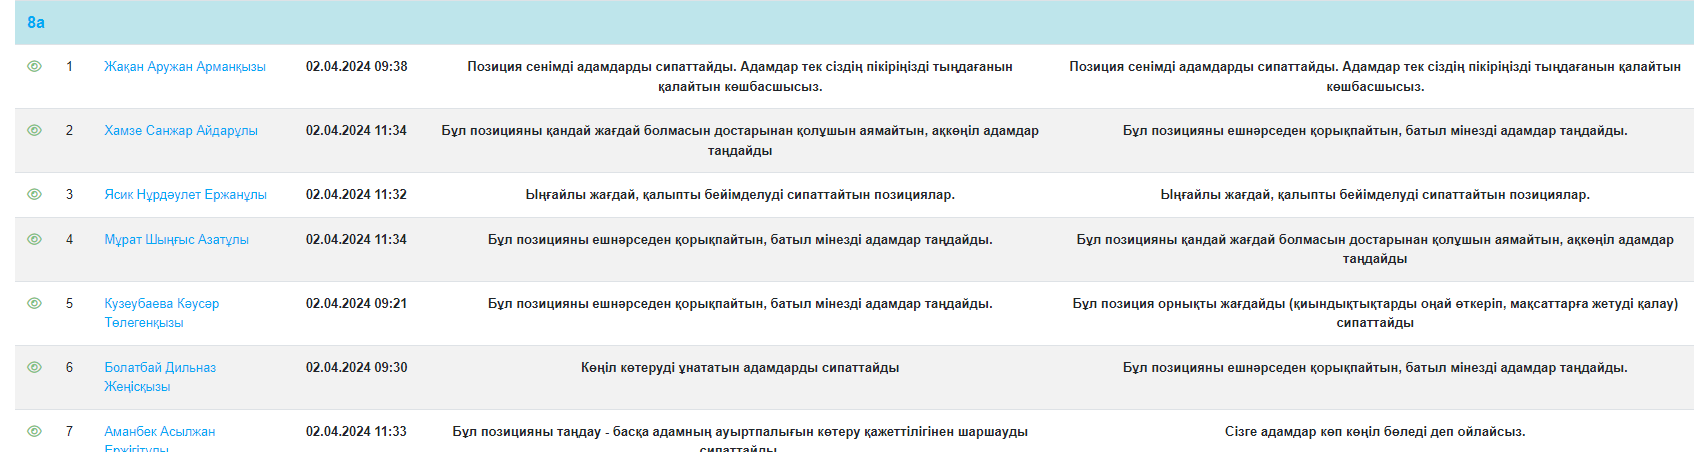 8а
1 Жақан Аружан Арманқызы 02.04.2024 09:38 Позиция сенімді адамдарды сипаттайды. Адамдар тек сіздің пікіріңізді тыңдағанын Позиция сенімді адамдарды сипаттайды. Адамдар тек сіздің пікіріңізді тыңдағанын қалайтын
қалайтын көшбасшысыз. көшбасшысыз.
2 Хамзе Санжар Айдарұлы 02.04.2024 11:34 Бұл позицияны қандай жағдай болмасын достарынан қолұшын аямайтын, ақкөңіл адамдар Бұл позицияны ешнәрседен қорықпайтын, батыл мінезді адамдар таңдайды.
таңдайды
3 Ясик Нұрдәулет Ержанұлы 02.04.2024 11:32 Ыңғайлы жағдай, қалыпты бейімделуді сипаттайтын позициялар. Ыңғайлы жағдай, қалыпты бейімделуді сипаттайтын позициялар.
4 Мұрат Шыңғыс Азатұлы 02.04.2024 11:34 Бұл позицияны ешнәрседен қорықпайтын, батыл мінезді адамдар таңдайды. Бұл позицияны қандай жағдай болмасын достарынан қолұшын аямайтын, ақкөңіл адамдар
таңдайды
5 Кузеубаева Кәусәр 02.04.2024 09:21 Бұл позицияны ешнәрседен қорықпайтын, батыл мінезді адамдар таңдайды. Бұл позиция орнықты жағдайды (қиындықтарды оңай өткеріп, мақсаттарға жетуді қалау)
Төлегенқызы сипаттайды
6 Болатбай Дильназ 02.04.2024 09:30 Көңіл көтеруді ұнататын адамдарды сипаттайды Бұл позицияны ешнәрседен қорықпайтын, батыл мінезді адамдар таңдайды.
Жеңісқызы
7 Аманбек Асылжан 02.04.2024 11:33 Бұл позицияны таңдау - басқа адамның ауыртпалығын көтеру қажеттілігінен шаршауды Сізге адамдар көп көңіл бөледі деп ойлайсыз.
Ержігітұлы сипаттайды